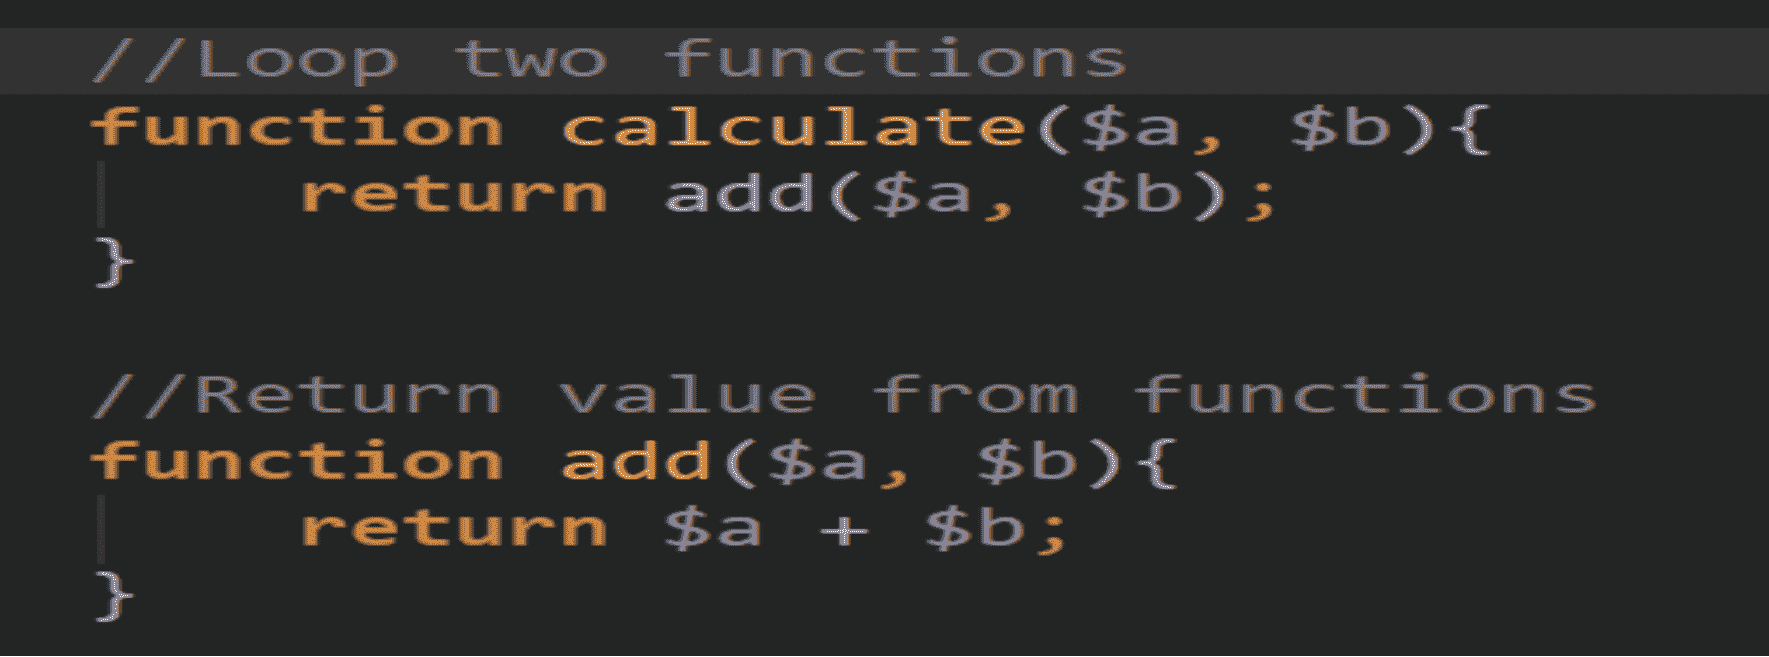 //Loop two functions
function calculate($a, $b){
    return add($a, $b);
}

//Return value from functions
function add($a, $b){
    return $a + $b;
}